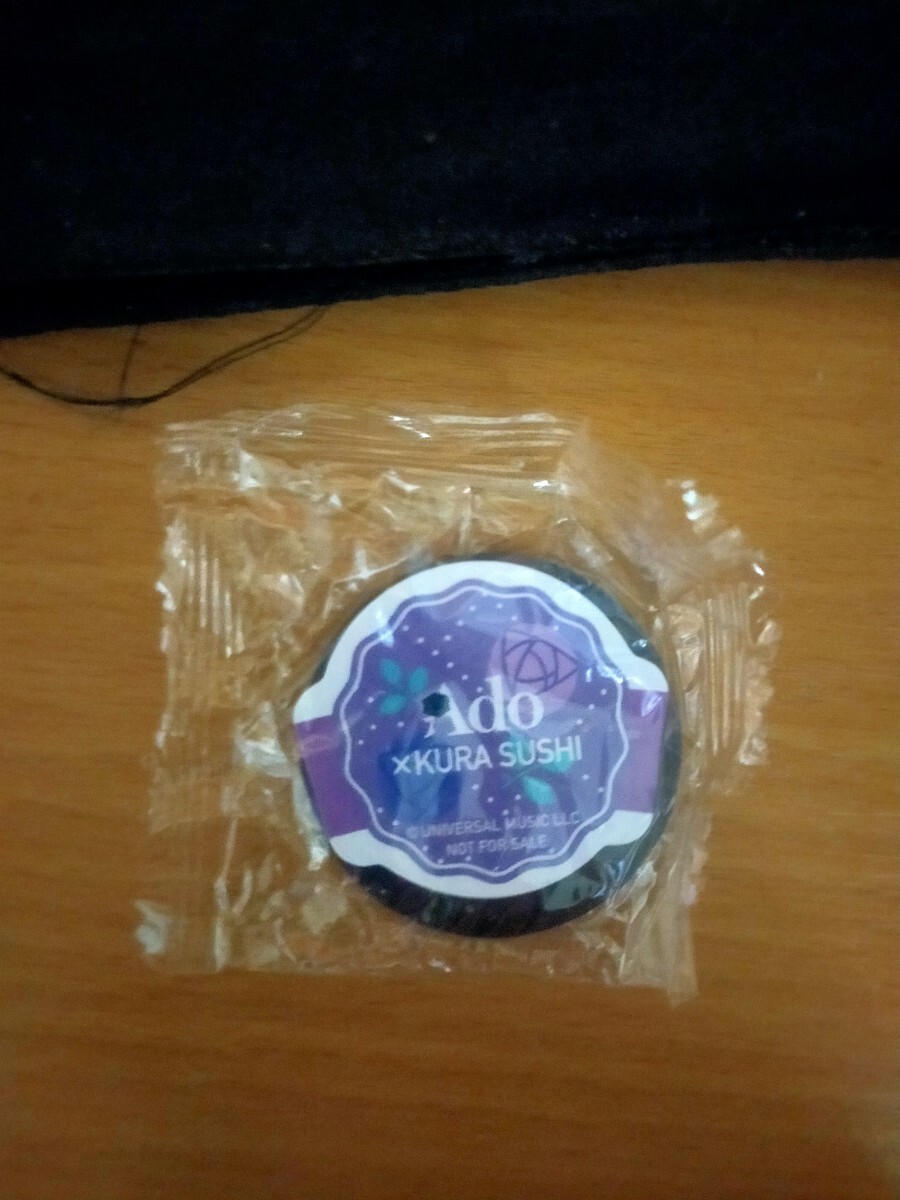 Ado
×KURA SUSHI
© UNIVERSAL MUSIC LLC
NOT FOR SALE